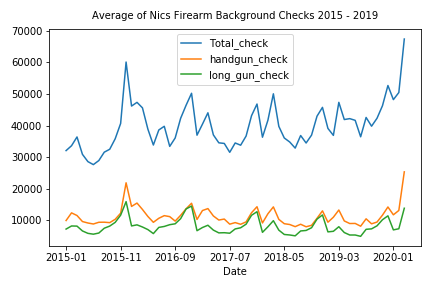 Average of Nics Firearm Background Checks 2015 - 2019
Total_check
handgun_check
long_gun_check
70000
60000
50000
40000
30000
20000
10000
2015-01 2015-11 2016-09 2017-07 2018-05 2019-03 2020-01
Date